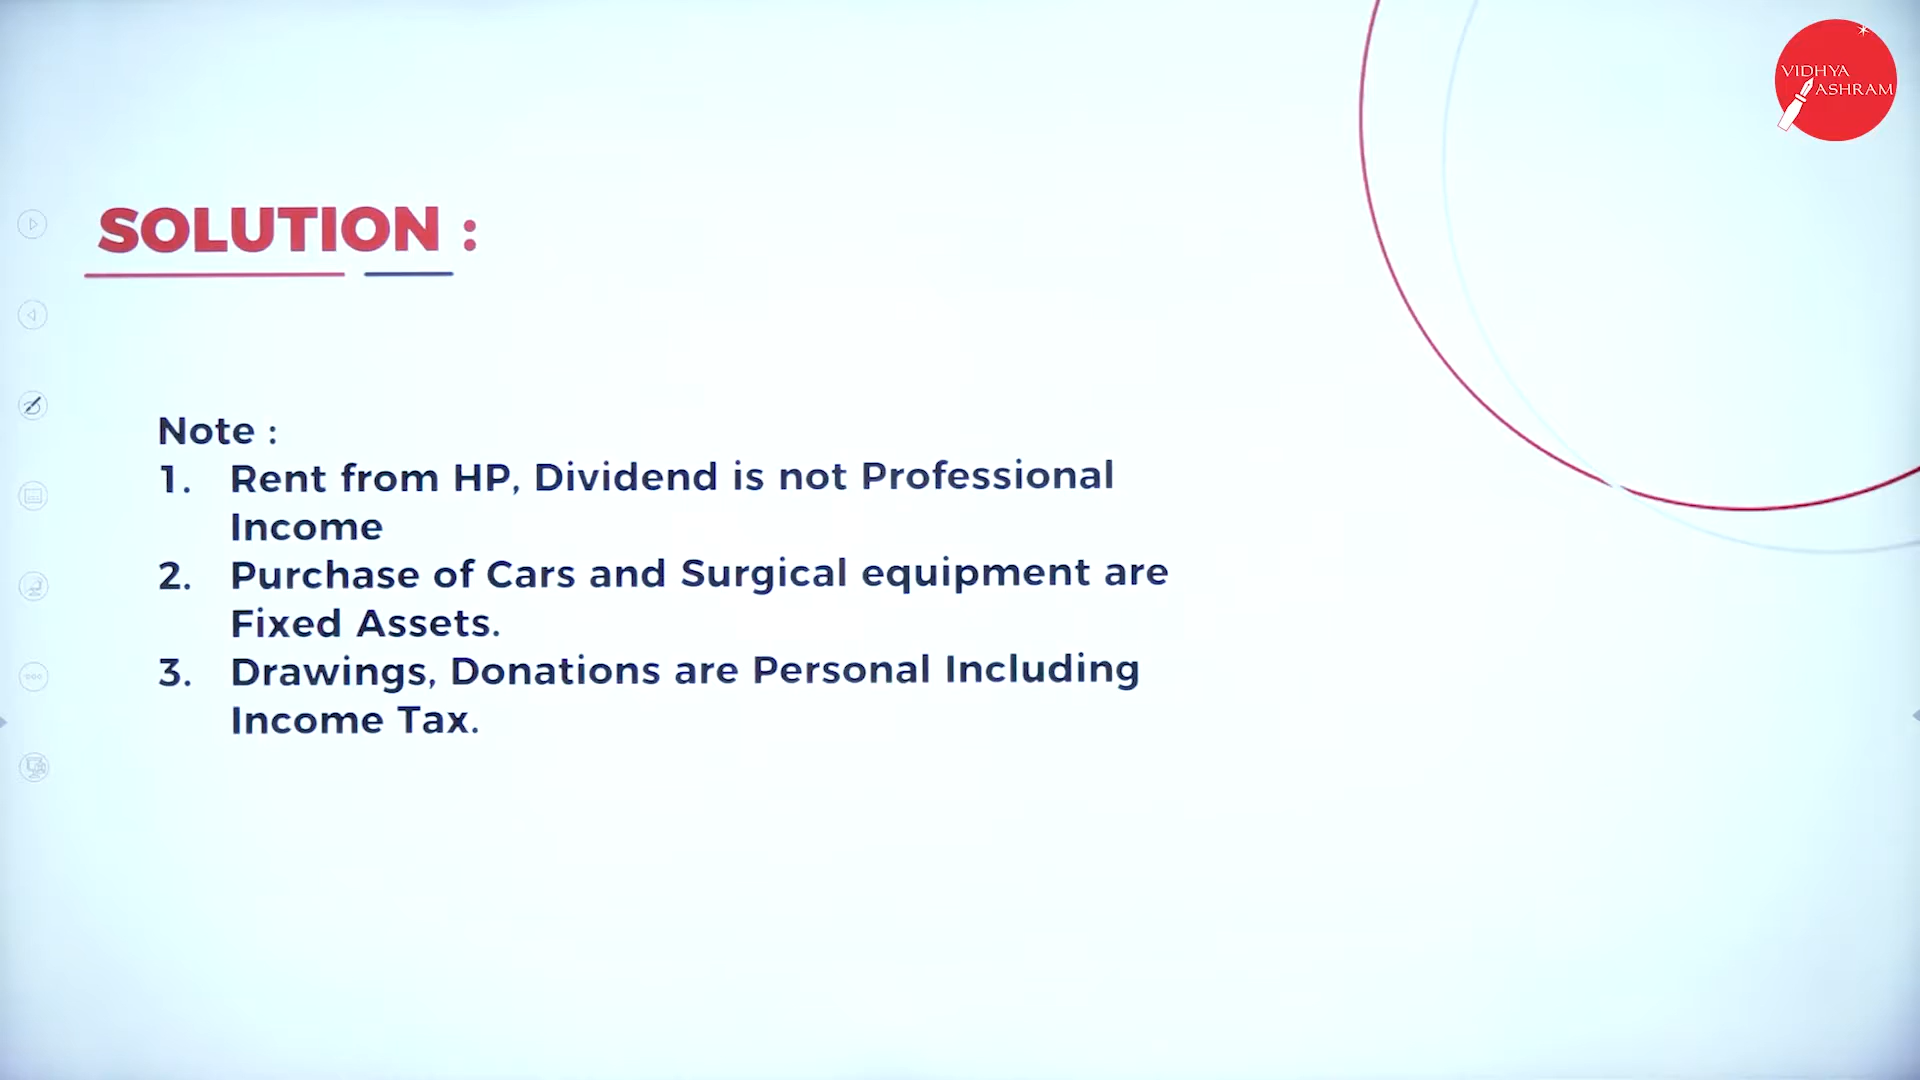 VIDHYA
ASHRAM
SOLUTION :
Note :
1. Rent from HP, Dividend is not Professional
Income
2. Purchase of Cars and Surgical equipment are
Fixed Assets.
3. Drawings, Donations are Personal Including
Income Tax.